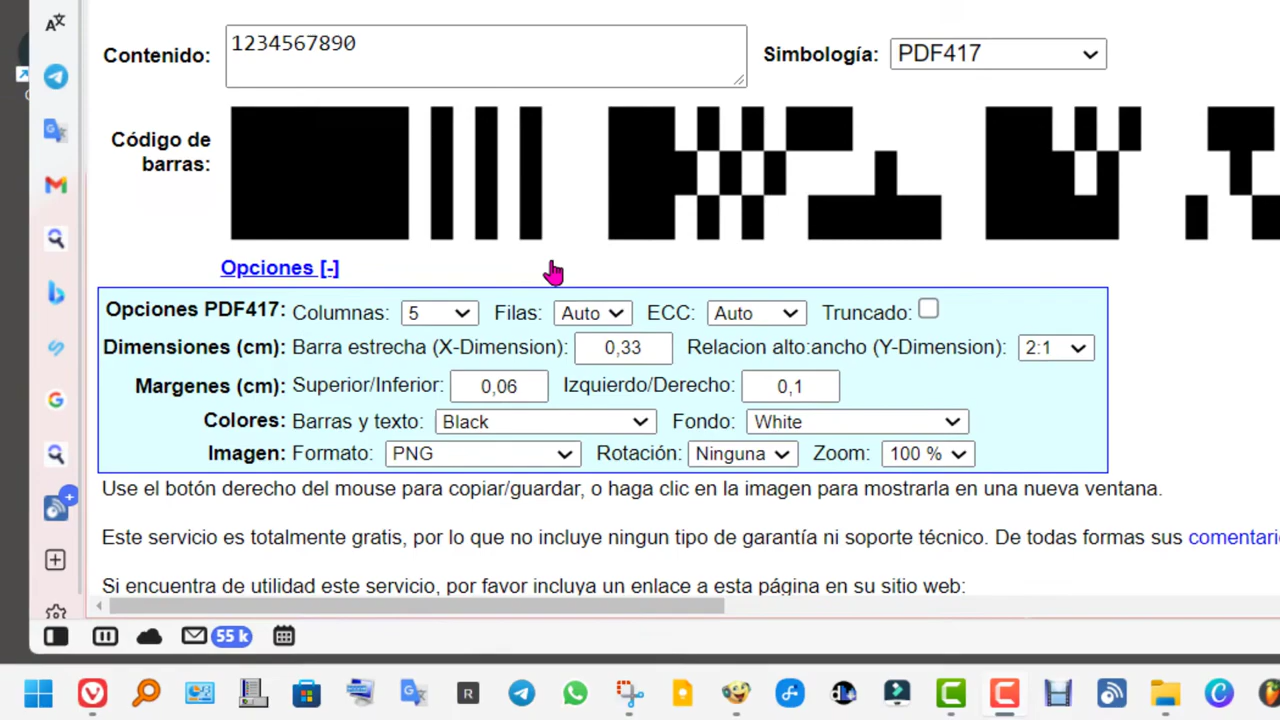 Contenido: 1234567890 Simbología: PDF417
Código de
barras:
Opciones [-]
Opciones PDF417: Columnas: 5 Filas: Auto ECC: Auto Truncado:
Dimensiones (cm): Barra estrecha (X-Dimension): 0,33 Relacion alto:ancho (Y-Dimension): 2:1
Margenes (cm): Superior/Inferior: 0,06 Izquierdo/Derecho: 0,1
Colores: Barras y texto: Black Fondo: White
Imagen: Formato: PNG Rotación: Ninguna Zoom: 100 %
Use el botón derecho del mouse para copiar/guardar, o haga clic en la imagen para mostrarla en una nueva ventana.
Este servicio es totalmente gratis, por lo que no incluye ningun tipo de garantía ni soporte técnico. De todas formas sus comentari
Si encuentra de utilidad este servicio, por favor incluya un enlace a esta página en su sitio web:
55 k